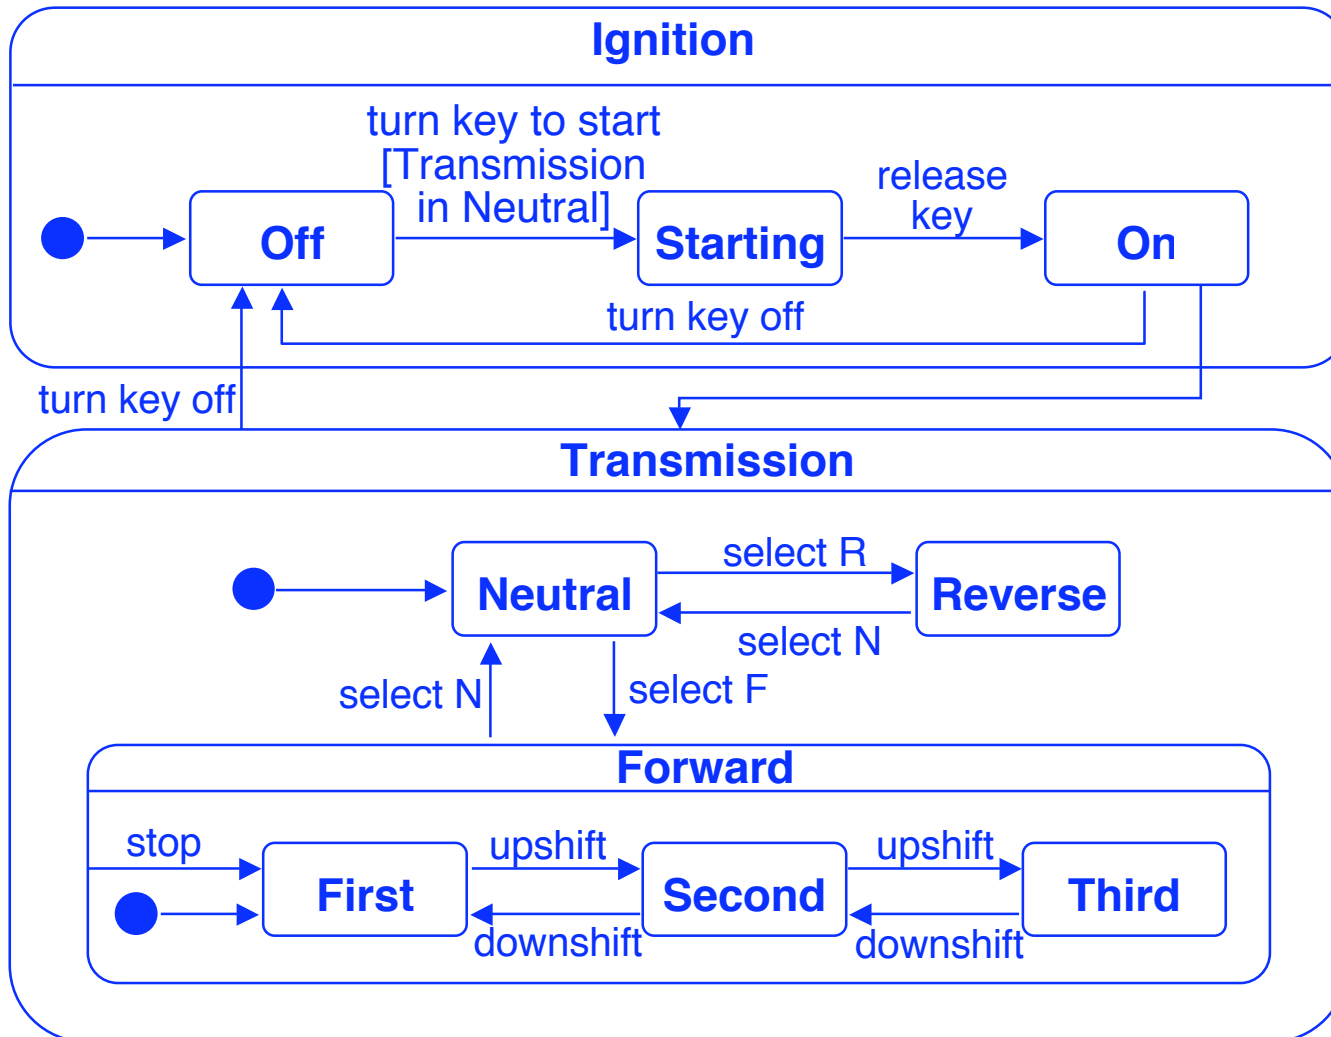 Ignition
turn key to start
[Transmission
in Neutral]
release
key
Off
Starting
On
turn key off
turn key off
Transmission
select R
Neutral
Reverse
select N
select N
select F
Forward
stop
upshift
upshift
First
Second
Third
downshift
downshift